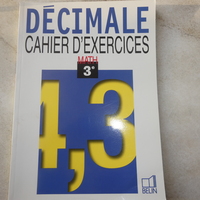 DÉCIMALE
CAHIER D'EXERCICES
MATH
3e
4,3
BELIN